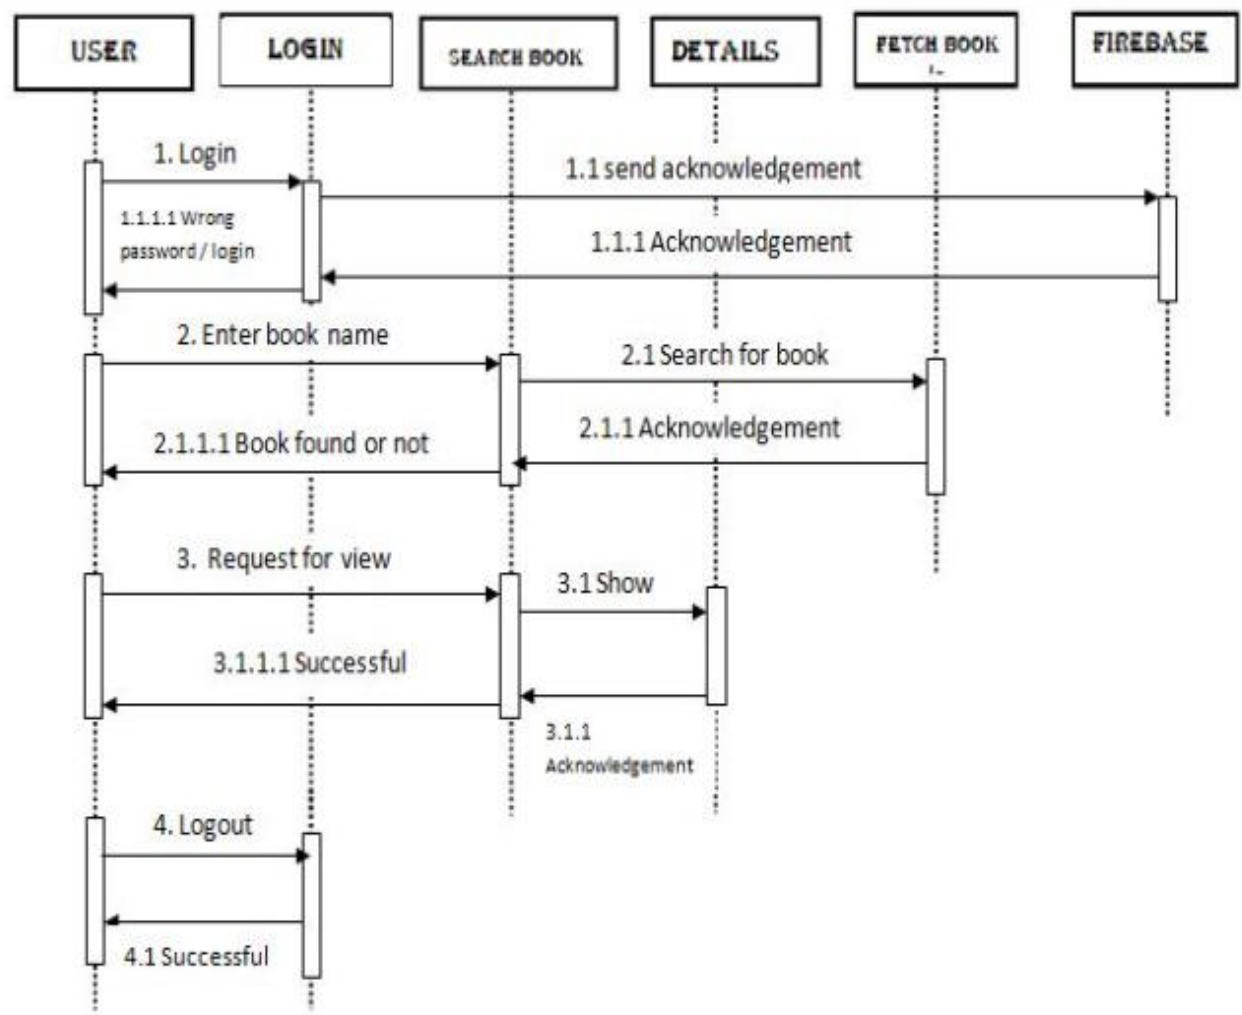 USER
LOGIN
SEARCH BOOK
DETAILS
FETCH BOOK
FIREBASE
1. Login
1.1 send acknowledgement
1.1.1.1 Wrong
password / login
1.1.1 Acknowledgement
2. Enter book name
2.1 Search for book
2.1.1.1 Book found or not
2.1.1 Acknowledgement
3. Request for view
3.1 Show
3.1.1.1 Successful
3.1.1
Acknowledgement
4. Logout
4.1 Successful